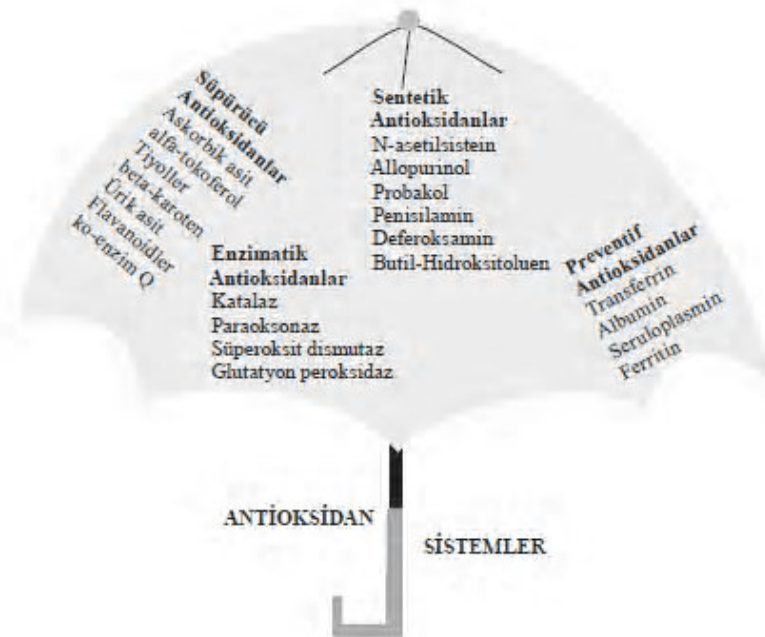 Süpürücü
Antioksidanlar
Askorbik asit
alfa-tokoferol
Tiyoller
beta-karoten
Ürik asit
Flavanoidler
ko-enzim Q
Enzimatik
Antioksidanlar
Katalaz
Paraoksonaz
Süperoksit dismutaz
Glutatyon peroksidaz
Sentetik
Antioksidanlar
N-asetilsistein
Allopurinol
Probakol
Penisilamin
Deferoksamin
Butil-Hidroksitoluen
Preventif
Antioksidanlar
Transferrin
Albumin
Seruloplasmin
Ferritin
ANTİOKSİDAN
SİSTEMLER